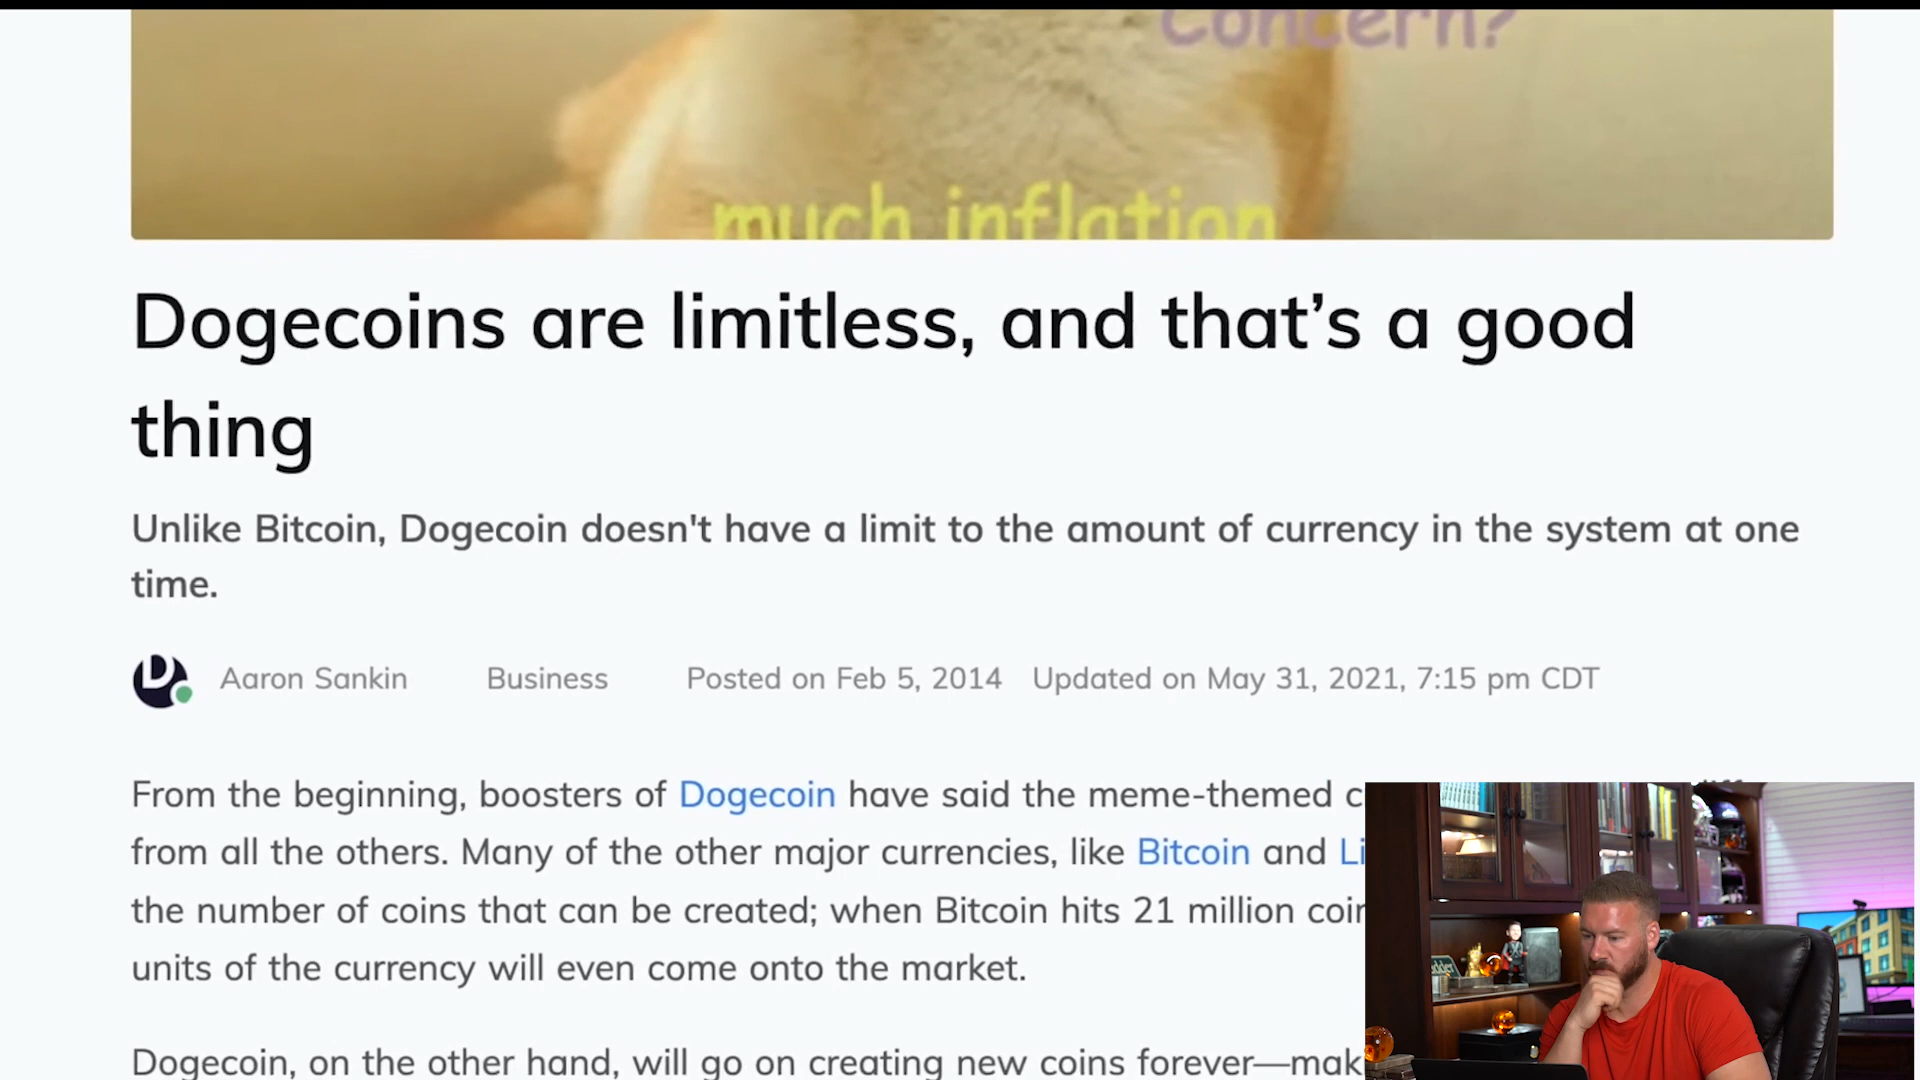 Concern?
much inflation
Dogecoins are limitless, and that’s a good
thing
Unlike Bitcoin, Dogecoin doesn't have a limit to the amount of currency in the system at one
time.
Aaron Sankin Business Posted on Feb 5, 2014 Updated on May 31, 2021, 7:15 pm CDT
From the beginning, boosters of Dogecoin have said the meme-themed
from all the others. Many of the other major currencies, like Bitcoin and
the number of coins that can be created; when Bitcoin hits 21 million
units of the currency will even come onto the market.
Dogecoin, on the other hand, will go on creating new coins forever—